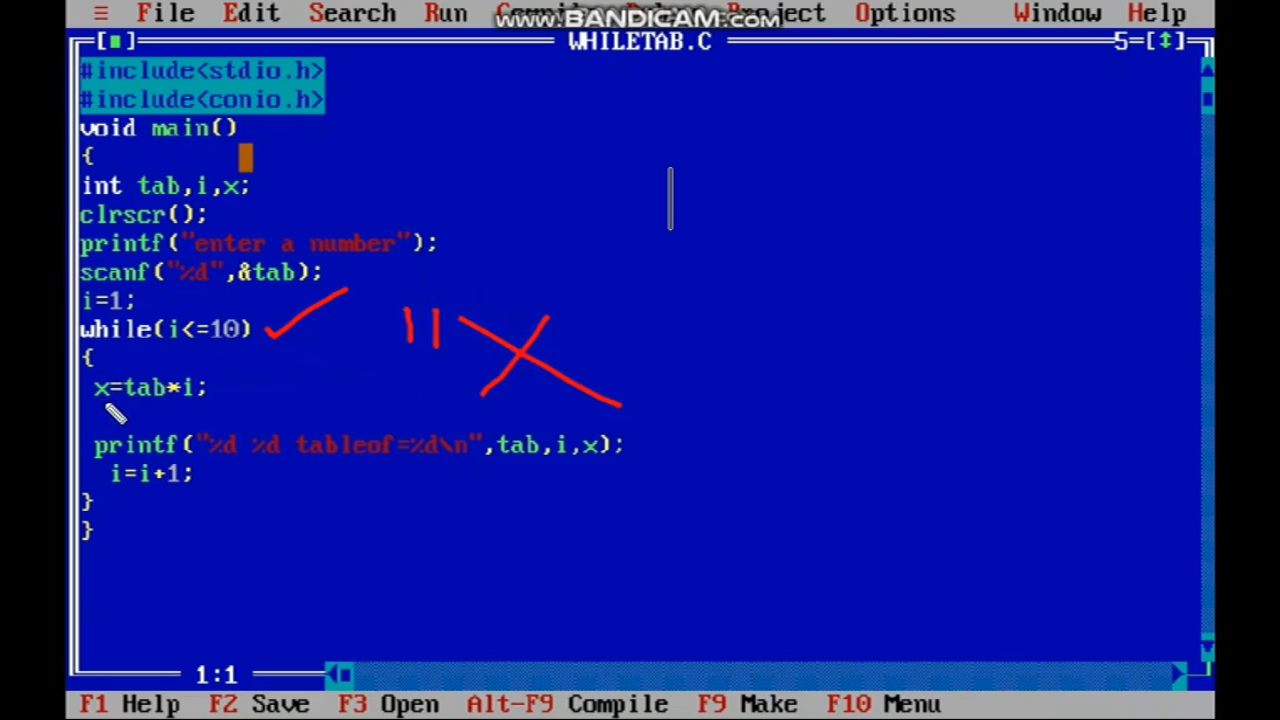 ≡ File Edit Search Run Compile Debug Project Options Window Help
www.BANDICAM.com
[■] WHILETAB.C 5=[↕]
#include<stdio.h>
#include<conio.h>
void main()
{
int tab,i,x;
clrscr();
printf("enter a number");
scanf("%d",&tab);
i=1;
while(i<=10)
11
{
x=tab*i;
printf("%d %d tableof=%d\n",tab,i,x);
i=i+1;
}
}
1:1
F1 Help F2 Save F3 Open Alt-F9 Compile F9 Make F10 Menu